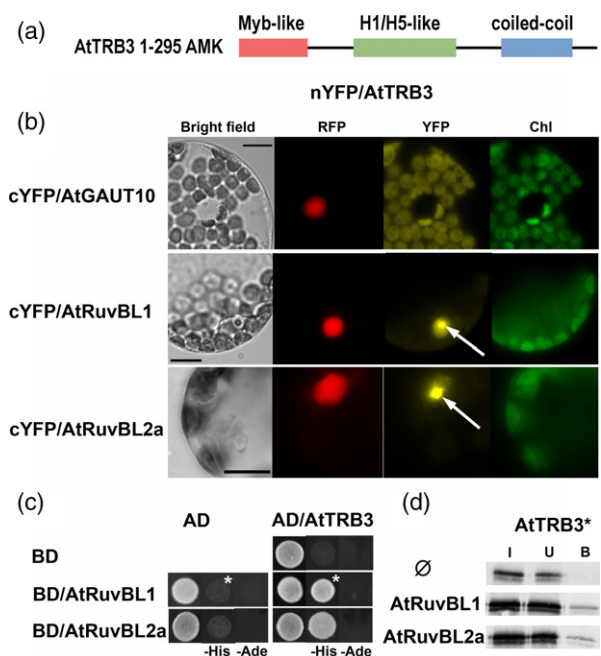 (a)
Myb-like H1/H5-like coiled-coil
AtTRB3 1-295 AMK
nYFP/AtTRB3
(b)
Bright field RFP YFP Chl
cYFP/AtGAUT10
cYFP/AtRuvBL1
cYFP/AtRuvBL2a
(c)
AD AD/AtTRB3
BD
BD/AtRuvBL1 * *
BD/AtRuvBL2a
-His -Ade -His -Ade
(d)
AtTRB3*
I U B
Ø
AtRuvBL1
AtRuvBL2a